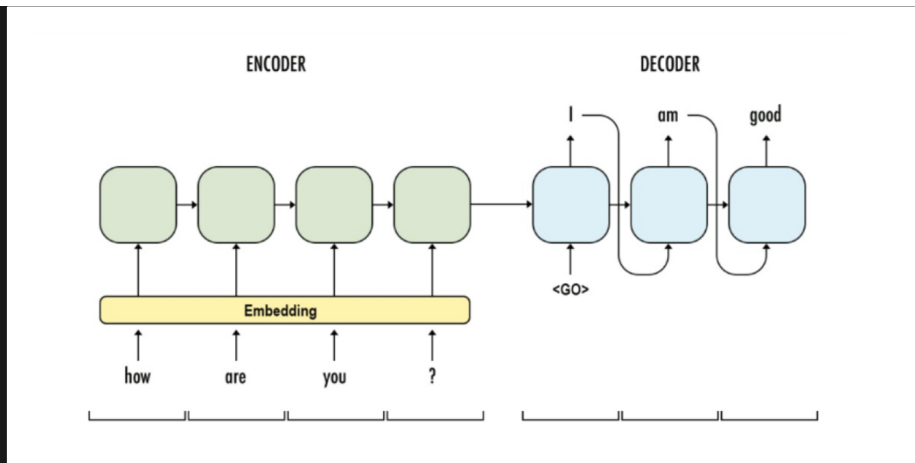 ENCODER DECODER
I am good
<GO>
Embedding
how are you ?